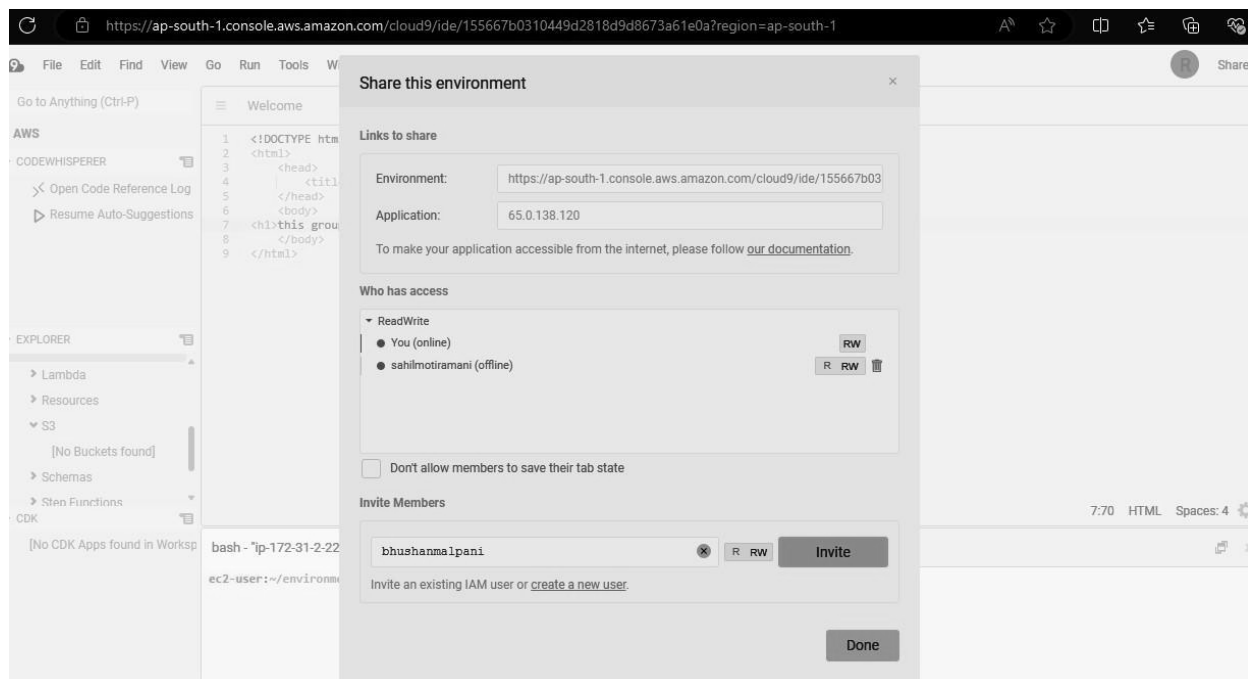 https://ap-south-1.console.aws.amazon.com/cloud9/ide/155667b0310449d2818d9d8673a61e0a?region=ap-south-1
File Edit Find View Go Run Tools W
R Share
Go to Anything (Ctrl-P)
Welcome
AWS
CODEWHISPERER
Open Code Reference Log
Resume Auto-Suggestions
1 <!DOCTYPE htm
2 <html>
3 <head>
4 <titl
5 </head>
6 <body>
7 <h1>this grou
8 </body>
9 </html>
EXPLORER
Lambda
Resources
S3
[No Buckets found]
Schemas
Step Functions
CDK
[No CDK Apps found in Worksp
Share this environment
×
Links to share
Environment: https://ap-south-1.console.aws.amazon.com/cloud9/ide/155667b03
Application: 65.0.138.120
To make your application accessible from the internet, please follow our documentation.
Who has access
ReadWrite
You (online) RW
sahilmotiramani (offline) R RW
Don't allow members to save their tab state
Invite Members
bhushanmalpani R RW Invite
Invite an existing IAM user or create a new user.
Done
7:70 HTML Spaces: 4
bash - "ip-172-31-2-22
ec2-user:~/environme